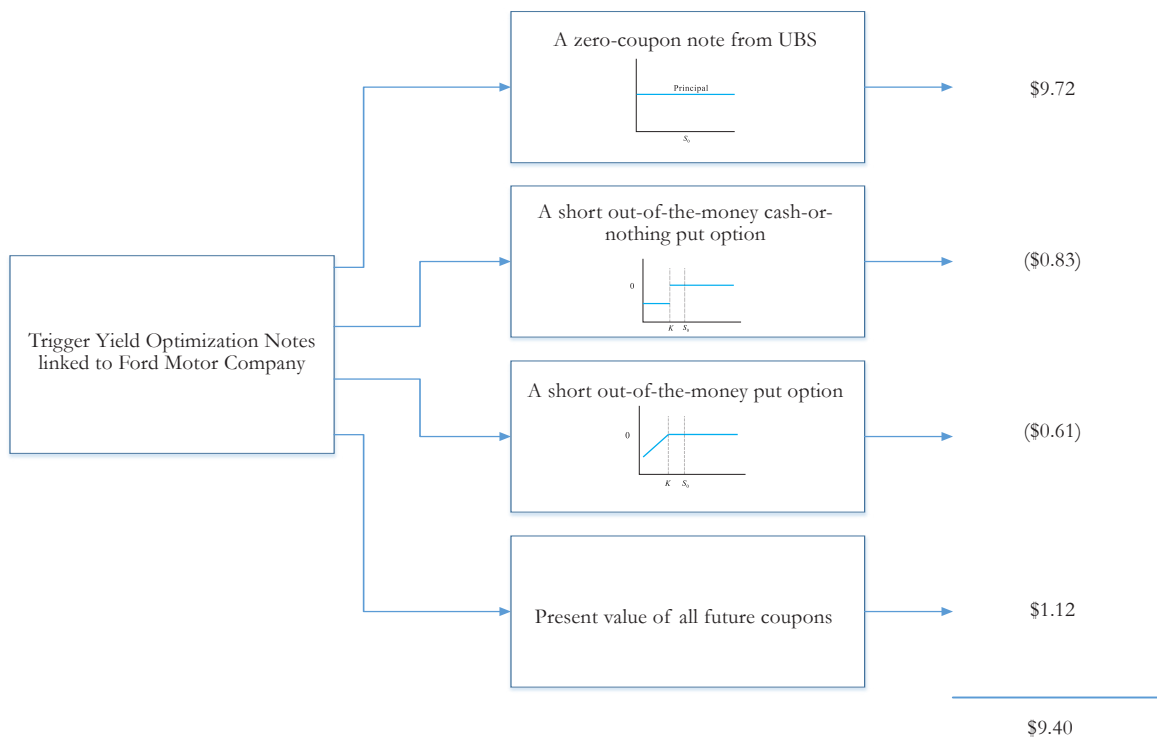 A zero-coupon note from UBS
Principal
S₀
$9.72
A short out-of-the-money cash-or-
nothing put option
0
K S₀
($0.83)
Trigger Yield Optimization Notes
linked to Ford Motor Company
A short out-of-the-money put option
0
K S₀
($0.61)
Present value of all future coupons
$1.12
$9.40